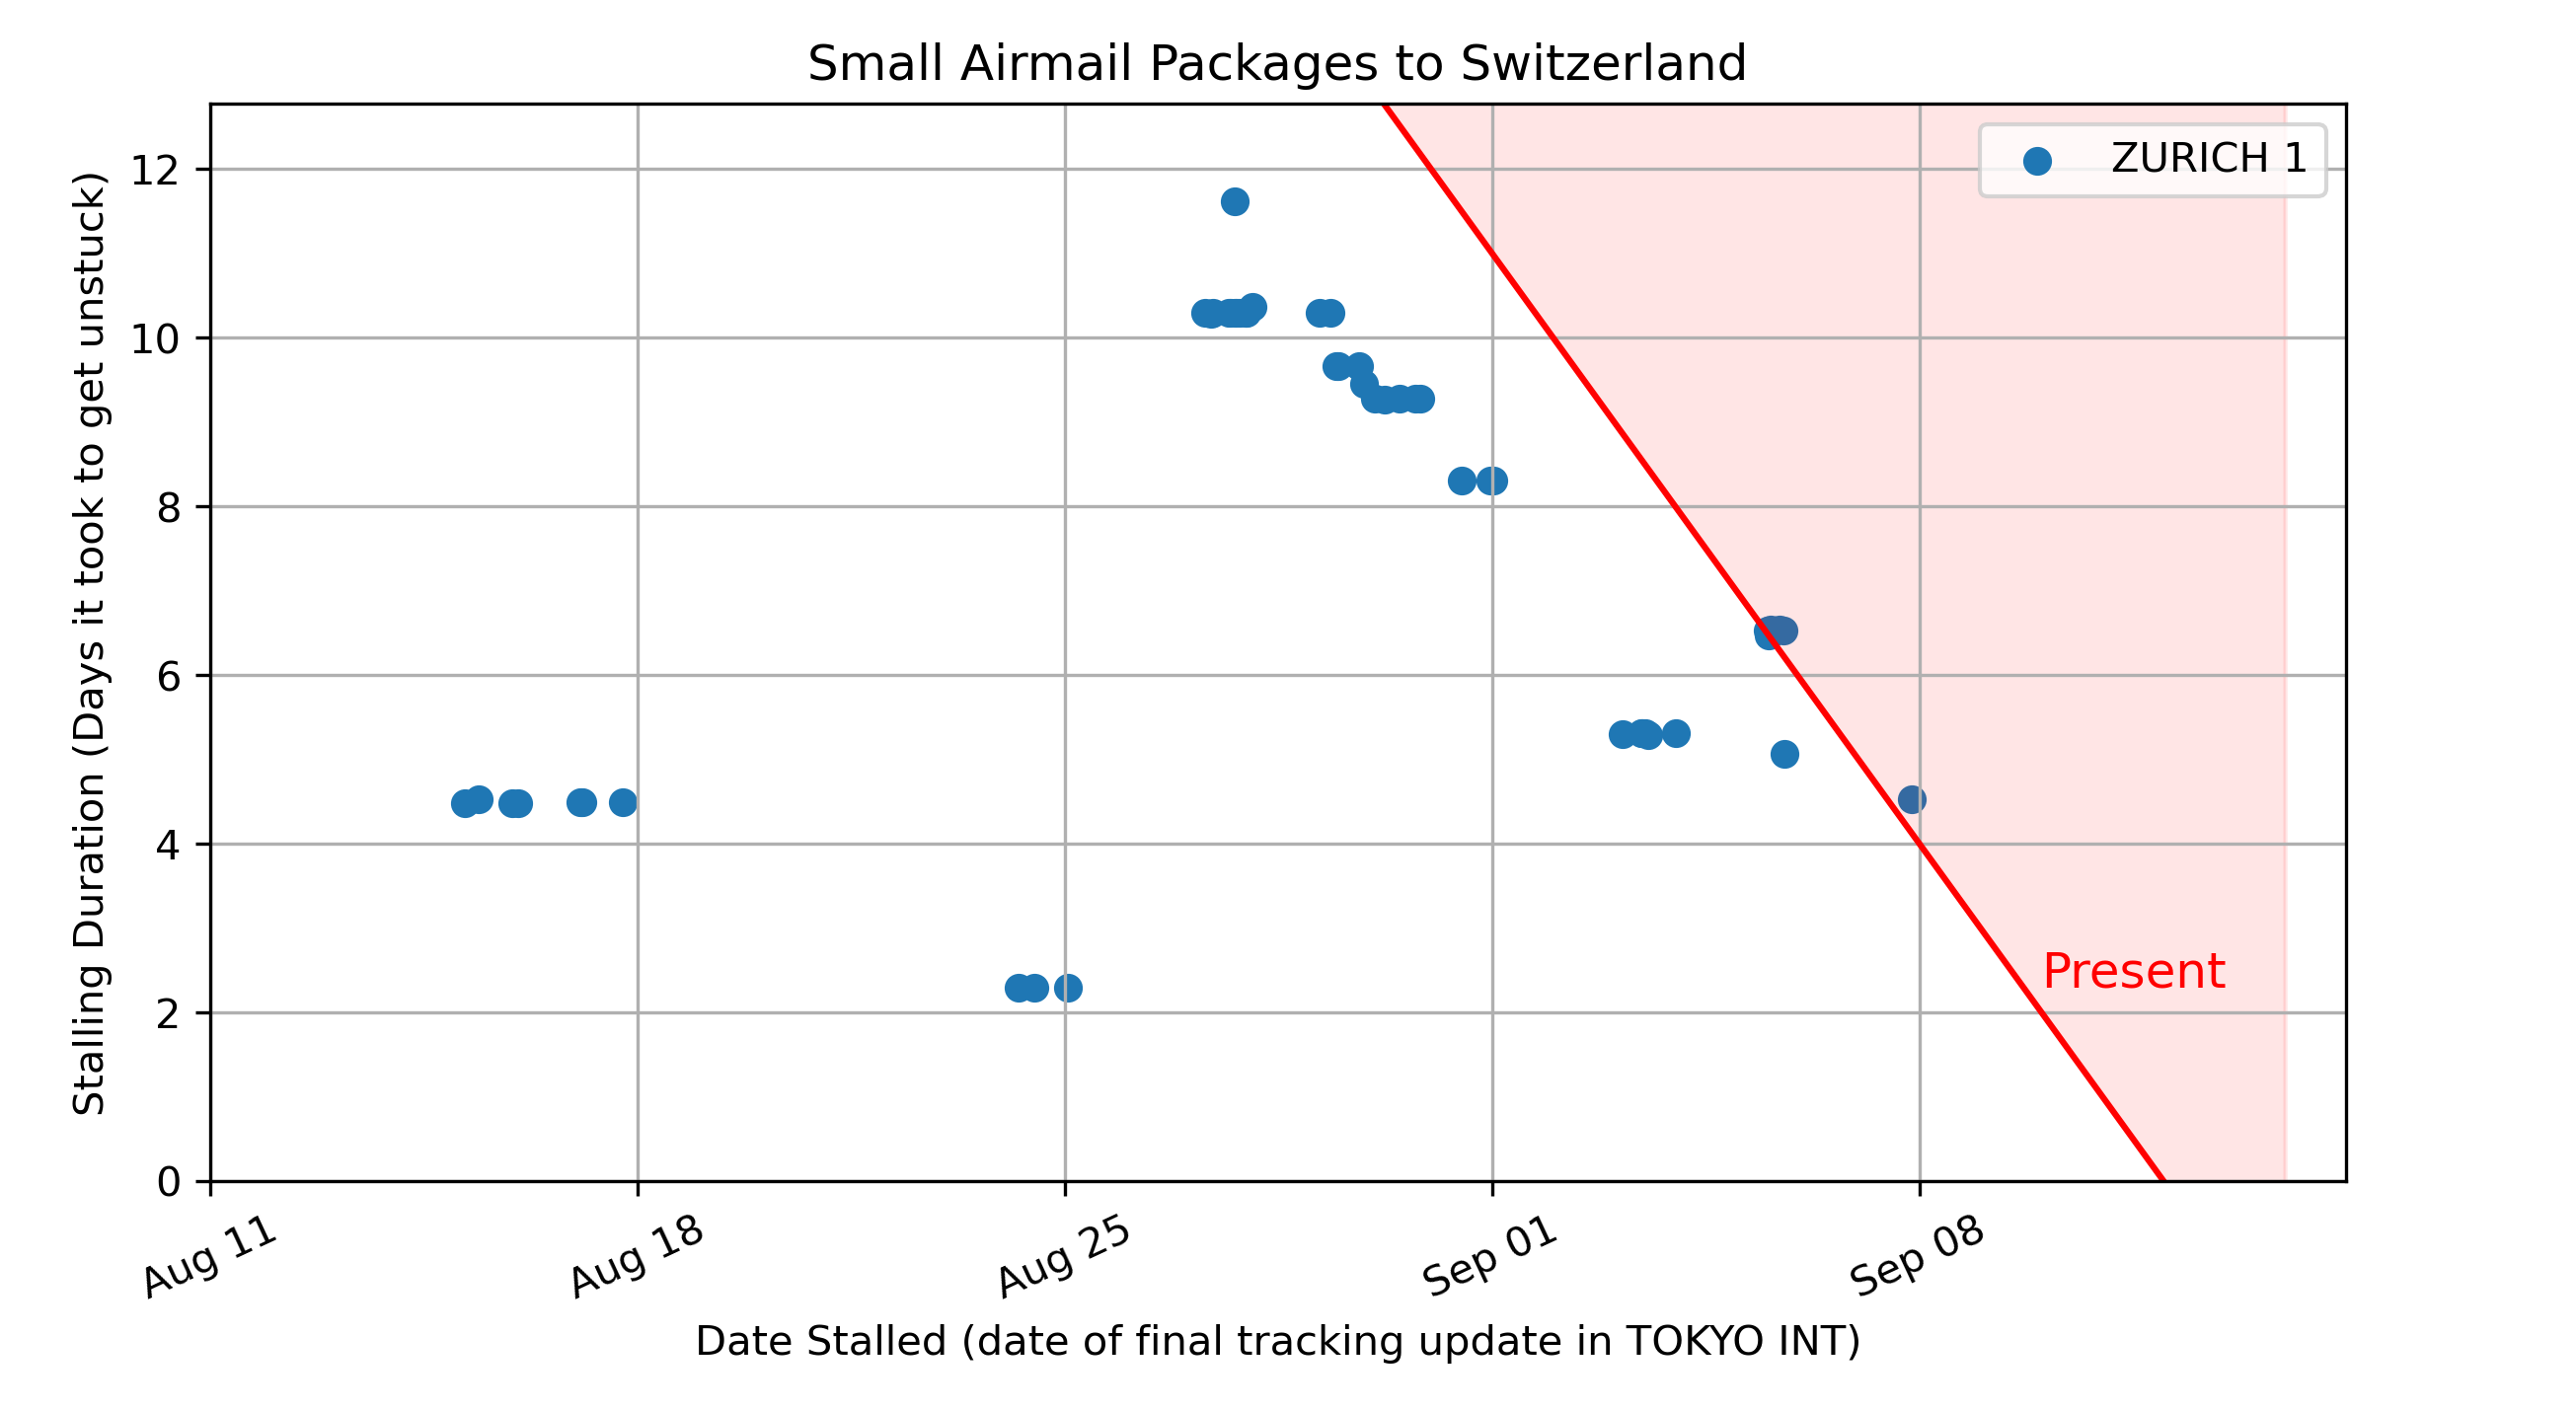 Small Airmail Packages to Switzerland
Stalling Duration (Days it took to get unstuck)
12
10
8
6
4
2
0
ZURICH 1
Present
Aug 11
Aug 18
Aug 25
Sep 01
Sep 08
Date Stalled (date of final tracking update in TOKYO INT)